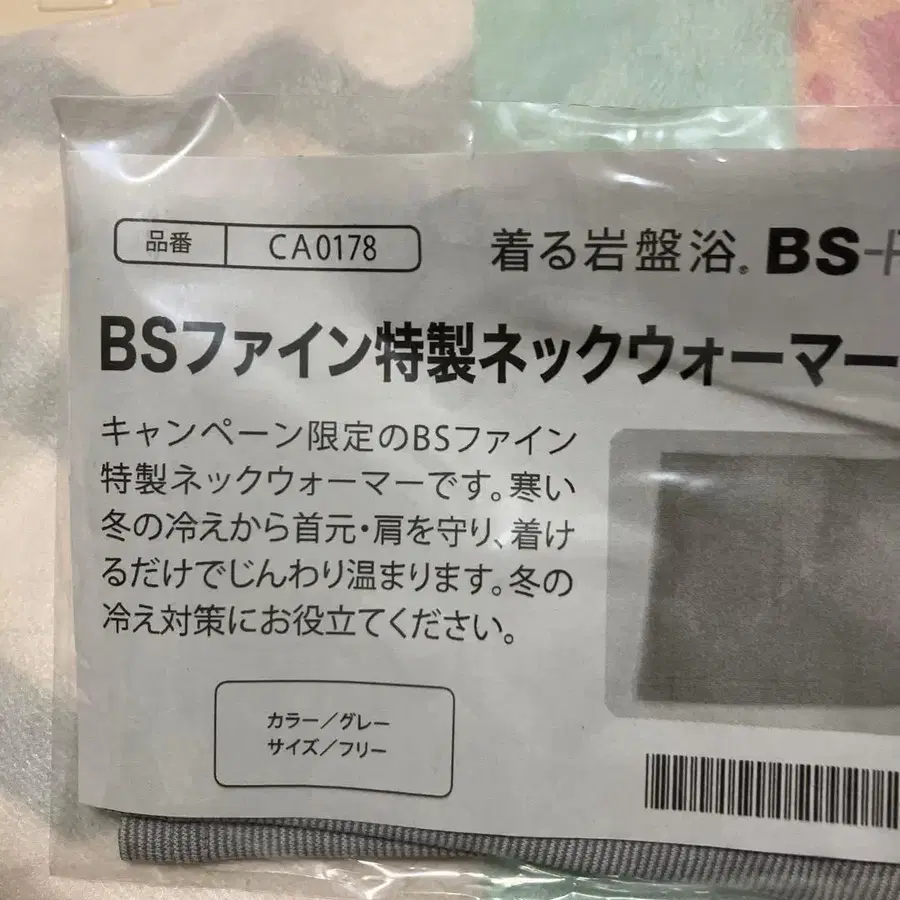 品番 CA0178
着る岩盤浴® BS-F
BSファイン特製ネックウォーマー
キャンペーン限定のBSファイン
特製ネックウォーマーです。寒い
冬の冷えから首元・肩を守り、着け
るだけでじんわり温まります。冬の
冷え対策にお役立てください。
カラー/グレー
サイズ/フリー